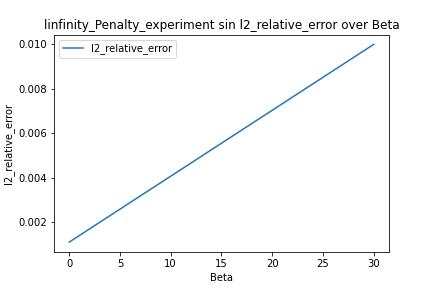 linfinity_Penalty_experiment sin l2_relative_error over Beta
l2_relative_error
0.010
0.008
0.006
0.004
0.002
l2_relative_error
0 5 10 15 20 25 30
Beta